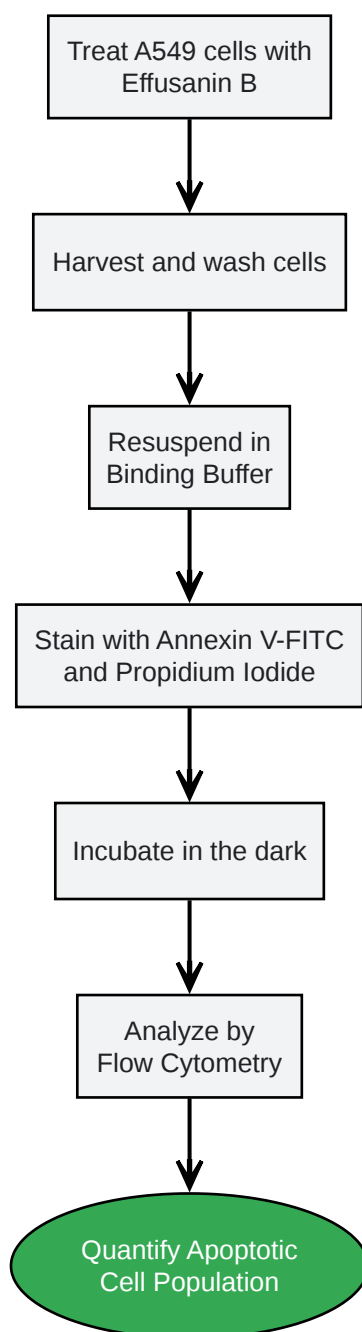 Treat A549 cells with
Effusanin B
Harvest and wash cells
Resuspend in
Binding Buffer
Stain with Annexin V-FITC
and Propidium Iodide
Incubate in the dark
Analyze by
Flow Cytometry
Quantify Apoptotic
Cell Population